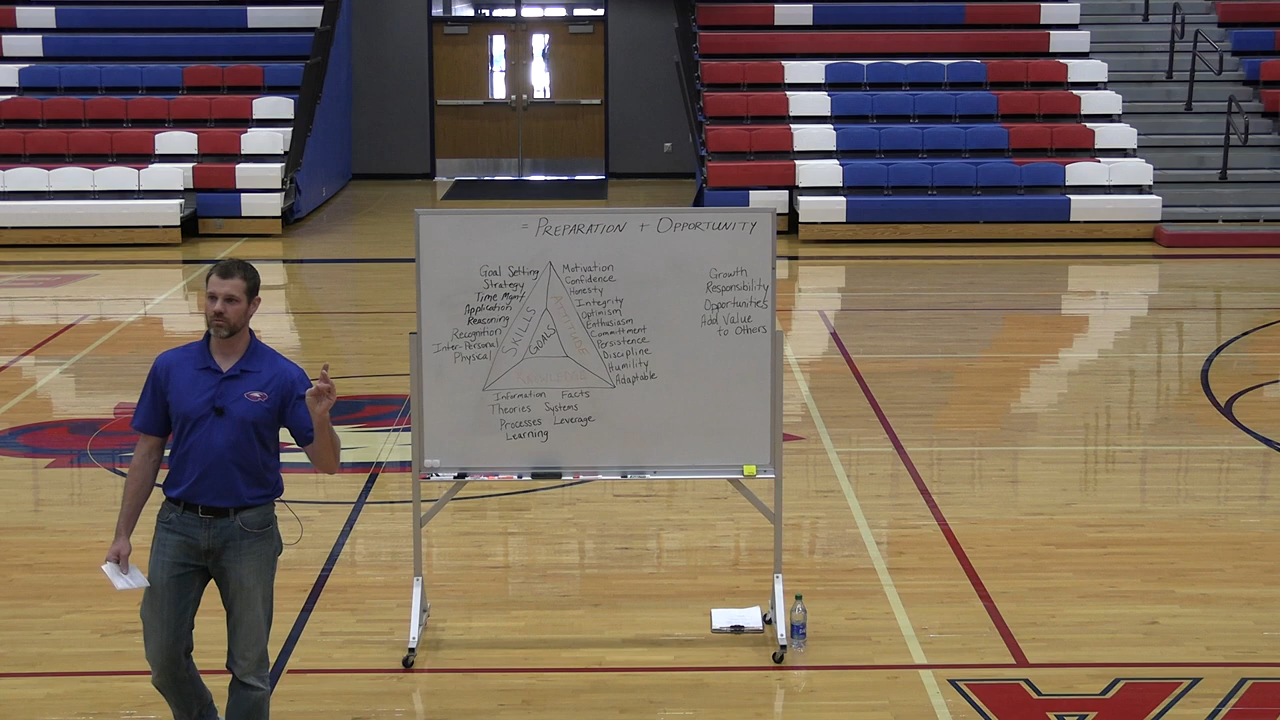 = PREPARATION + OPPORTUNITY
Goal Setting
Strategy
Time Mgmt
Application
Reasoning
Recognition
Inter-Personal
Physical
Motivation
Confidence
Honesty
Integrity
Optimism
Enthusiasm
Committment
Persistence
Discipline
Humility
Adaptable
SKILLS
GOALS
ATTITUDE
KNOWLEDGE
Information Facts
Theories Systems
Processes Leverage
Learning
Growth
Responsibility
Opportunities
Add Value
to Others